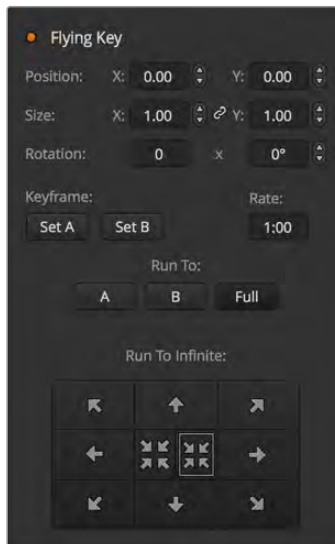 Flying Key
Position: X: 0.00 Y: 0.00
Size: X: 1.00 Y: 1.00
Rotation: 0 x 0°
Keyframe: Rate:
Set A Set B 1:00
Run To:
A B Full
Run To Infinite: